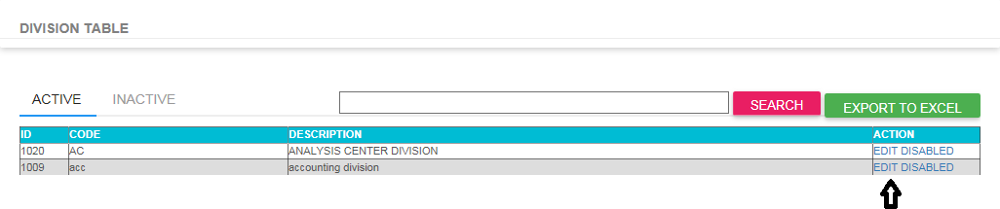 DIVISION TABLE
ACTIVE INACTIVE SEARCH EXPORT TO EXCEL
ID CODE DESCRIPTION ACTION
1020 AC ANALYSIS CENTER DIVISION EDIT DISABLED
1009 acc accounting division EDIT DISABLED